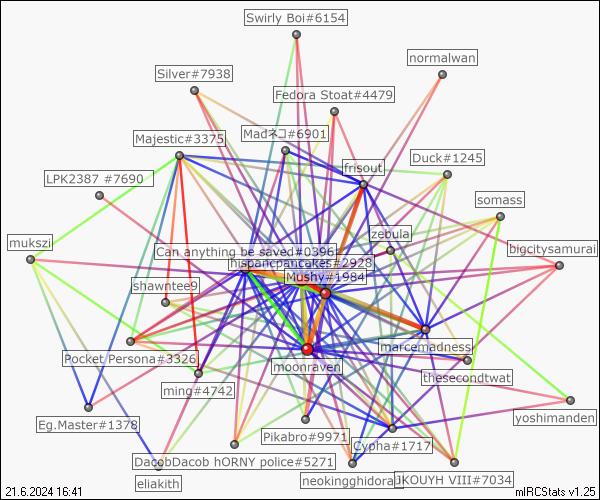 Swirly Boi#6154
normalwan
Silver#7938
Fedora Stoat#4479
Majestic#3375
Madネコ#6901
Duck#1245
frisout
LPK2387 #7690
somass
zebula
mukszi
Can anything be saved#0396
bigcitysamurai
hispancpancakes#2928
Mushy#1984
shawntee9
marcemadness
Pocket Persona#3326
moonraven
thesecondtwat
ming#4742
yoshimanden
Eg.Master#1378
Pikabro#9971
Cypha#1717
DacobDacob hORNY police#5271
eliakith
neokingghidora
JKOUYH VIII#7034
21.6.2024 16:41
mIRCStats v1.25